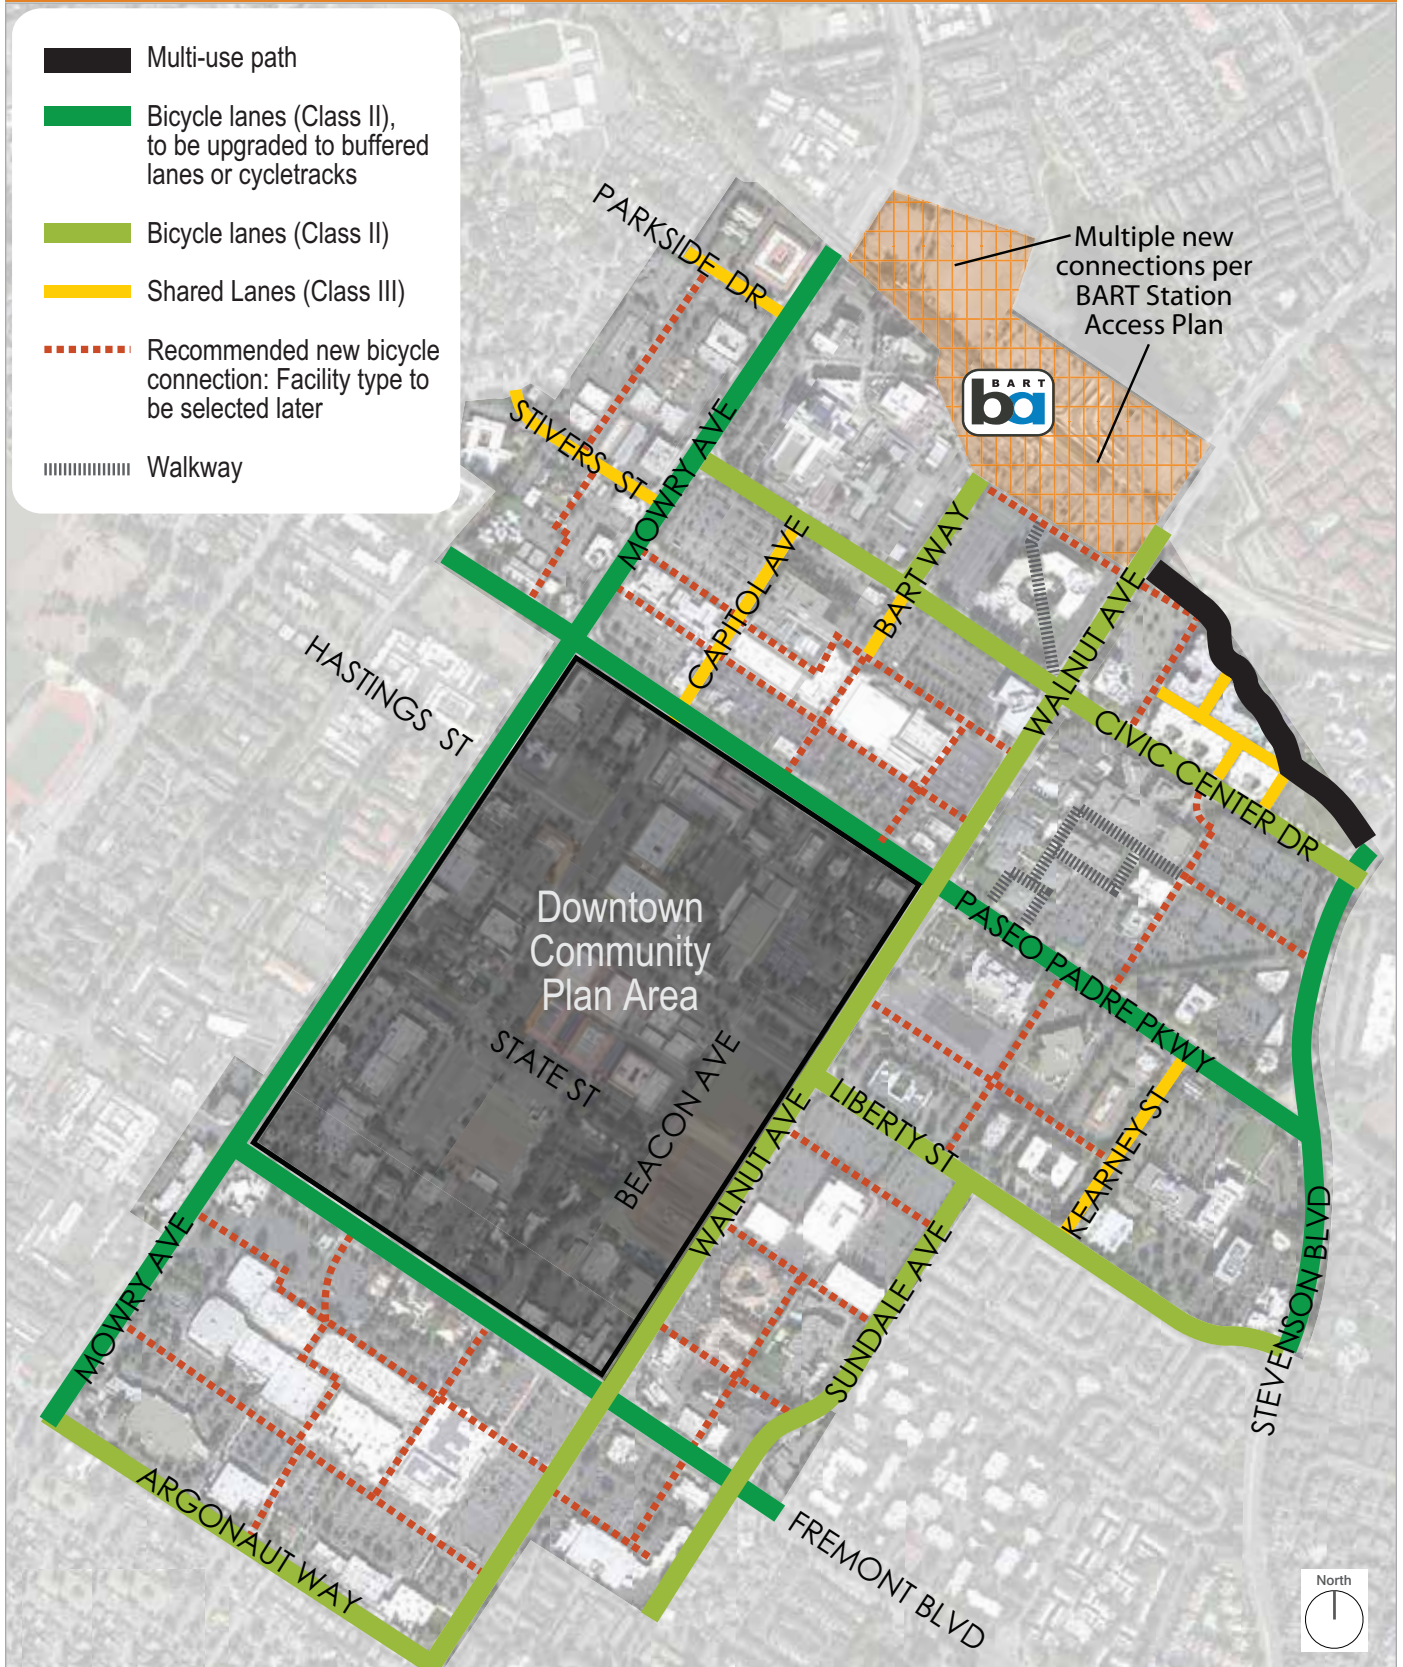 Multi-use path
Bicycle lanes (Class II),
to be upgraded to buffered
lanes or cycletracks
Bicycle lanes (Class II)
Shared Lanes (Class III)
Recommended new bicycle
connection: Facility type to
be selected later
Walkway
PARKSIDE DR
Multiple new
connections per
BART Station
Access Plan
BART
ba
STIVERS ST
MOWRY AVE
CAPITOL AVE
BART WAY
WALNUT AVE
HASTINGS ST
CIVIC CENTER DR
Downtown
Community
Plan Area
PASEO PADRE PKWY
STATE ST
BEACON AVE
WALNUT AVE
LIBERTY ST
KEARNEY ST
SUNDALE AVE
STEVENSON BLVD
MOWRY AVE
ARGONAUT WAY
FREMONT BLVD
North